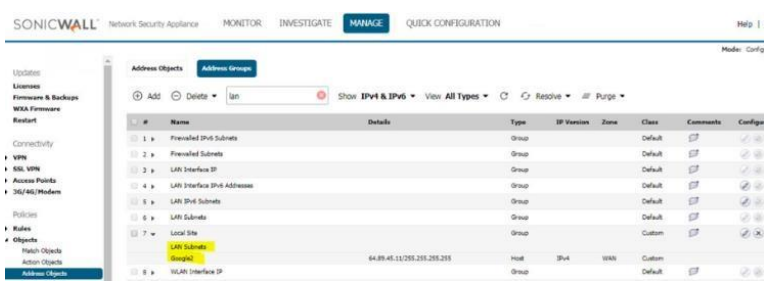 SONICWALL Network Security Appliance MONITOR INVESTIGATE MANAGE QUICK CONFIGURATION Help |
Mode: Config
Updates
Licenses
Firmware & Backups
WXA Firmware
Restart
Connectivity
VPN
SSL VPN
Access Points
3G/4G/Modem
Policies
Rules
Objects
Match Objects
Action Objects
Address Objects
Address Objects Address Groups
Add Delete lan Show IPv4 & IPv6 View All Types Resolve Purge
# Name Details Type IP Version Zone Class Comments Configu
1 Firewalled IPv6 Subnets Group Default
2 Firewalled Subnets Group Default
3 LAN Interface IP Group Default
4 LAN Interface IPv6 Addresses Group Default
5 LAN IPv6 Subnets Group Default
6 LAN Subnets Group Default
7 Local Site Group Custom
LAN Subnets
Google2 64.89.45.11/255.255.255.255 Host IPv4 WAN Custom
8 WLAN Interface IP Group Default